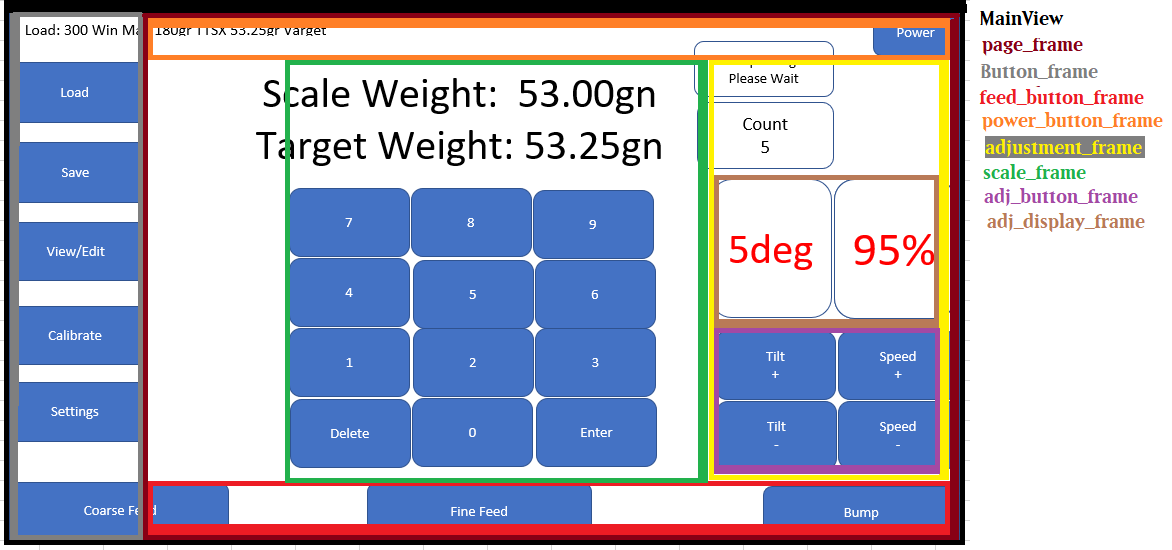 Load: 300 Win Ma 180gr TTSX 53.25gr Varget
Power
Please Wait
Scale Weight: 53.00gn
Target Weight: 53.25gn
Count
5
Load
Save
View/Edit
Calibrate
Settings
7 8 9
4 5 6
1 2 3
Delete 0 Enter
5deg 95%
Tilt
+
Speed
+
Tilt
-
Speed
-
Coarse Feed
Fine Feed
Bump
MainView
page_frame
Button_frame
feed_button_frame
power_button_frame
adjustment_frame
scale_frame
adj_button_frame
adj_display_frame